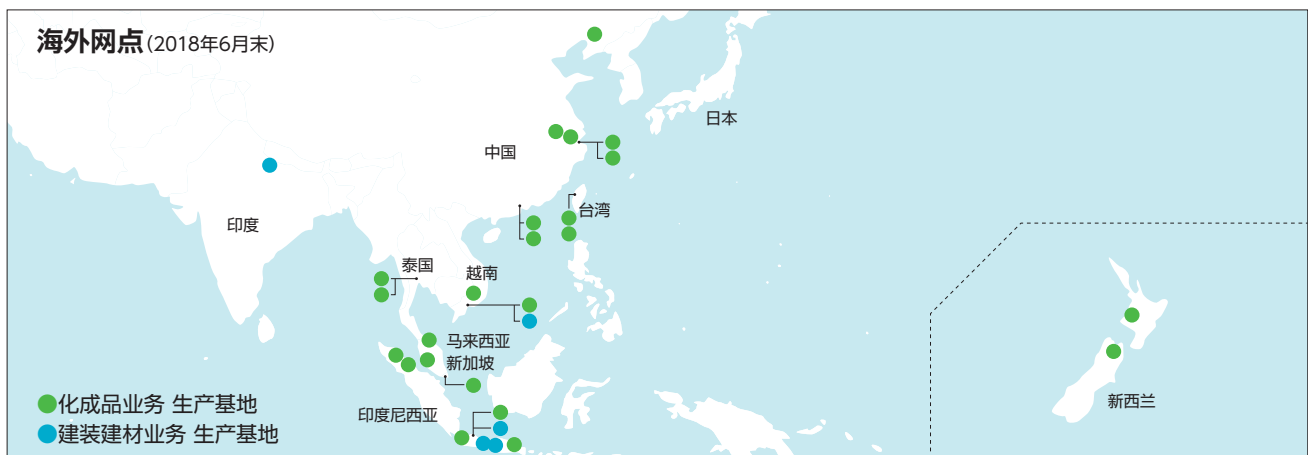 海外网点(2018年6月末)
日本
中国
印度
台湾
泰国
越南
马来西亚
新加坡
印度尼西亚
新西兰
化成品业务 生产基地
建装建材业务 生产基地